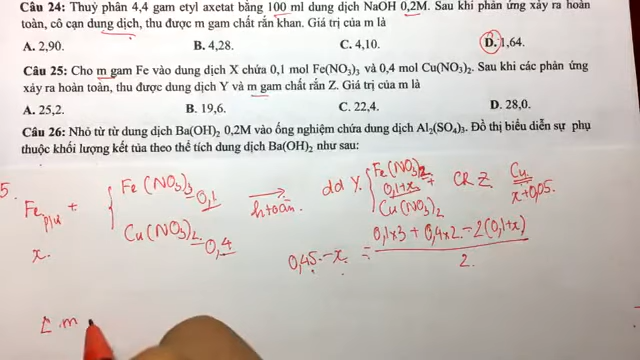 Câu 24: Thuỷ phân 4,4 gam etyl axetat bằng 100 ml dung dịch NaOH 0,2M. Sau khi phản ứng xảy ra hoàn
toàn, cô cạn dung dịch, thu được m gam chất rắn khan. Giá trị của m là
A. 2,90. B. 4,28. C. 4,10. D. 1,64.
Câu 25: Cho m gam Fe vào dung dịch X chứa 0,1 mol Fe(NO3)3 và 0,4 mol Cu(NO3)2. Sau khi các phản ứng
xảy ra hoàn toàn, thu được dung dịch Y và m gam chất rắn Z. Giá trị của m là
A. 25,2. B. 19,6. C. 22,4. D. 28,0.
Câu 26: Nhỏ từ từ dung dịch Ba(OH)2 0,2M vào ống nghiệm chứa dung dịch Al2(SO4)3. Đồ thị biểu diễn sự phụ
thuộc khối lượng kết tủa theo thể tích dung dịch Ba(OH)2 như sau:
5. Fe p/u + { Fe(NO3)3 0,1 → htoàn. dd Y { Fe(NO3)2 0,1+x + CR Z Cu x+0,05.
x. Cu(NO3)2 0,4 Cu(NO3)2
0,45 - x = (0,1x3 + 0,4x2 - 2(0,1+x)) / 2.
m